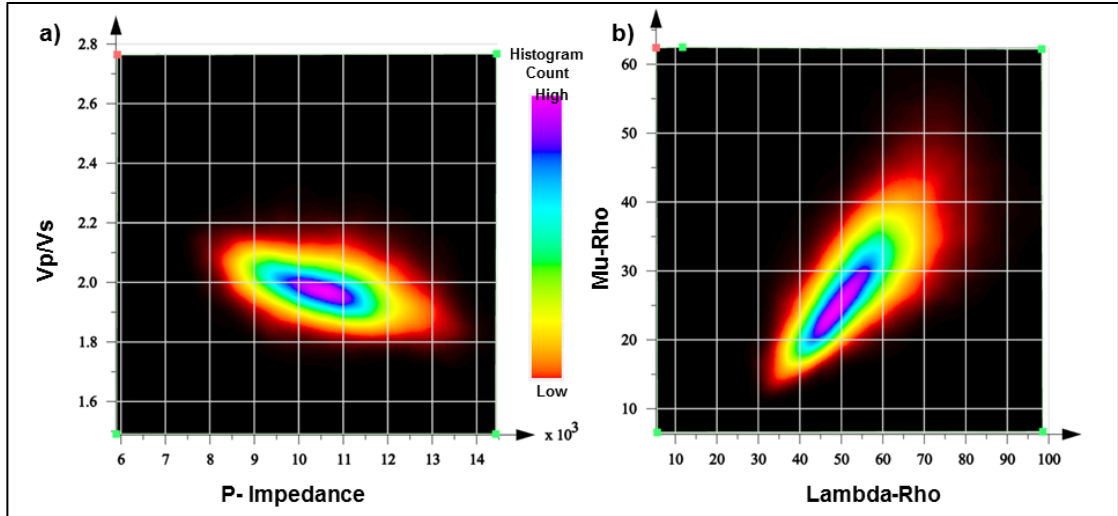 a)
Vp/Vs
2.8
2.6
2.4
2.2
2.0
1.8
1.6
6 7 8 9 10 11 12 13 14
x 10³
P- Impedance
Histogram
Count
High
Low
b)
Mu-Rho
60
50
40
30
20
10
10 20 30 40 50 60 70 80 90 100
Lambda-Rho